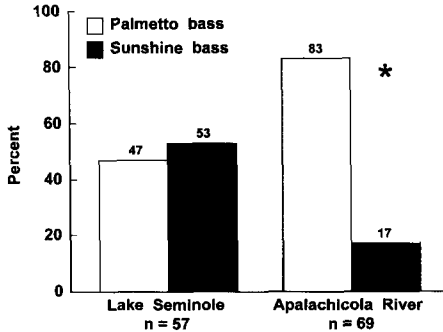 Palmetto bass
Sunshine bass
100
80
60
40
20
0
Percent
47
53
83
*
17
Lake Seminole
n = 57
Apalachicola River
n = 69